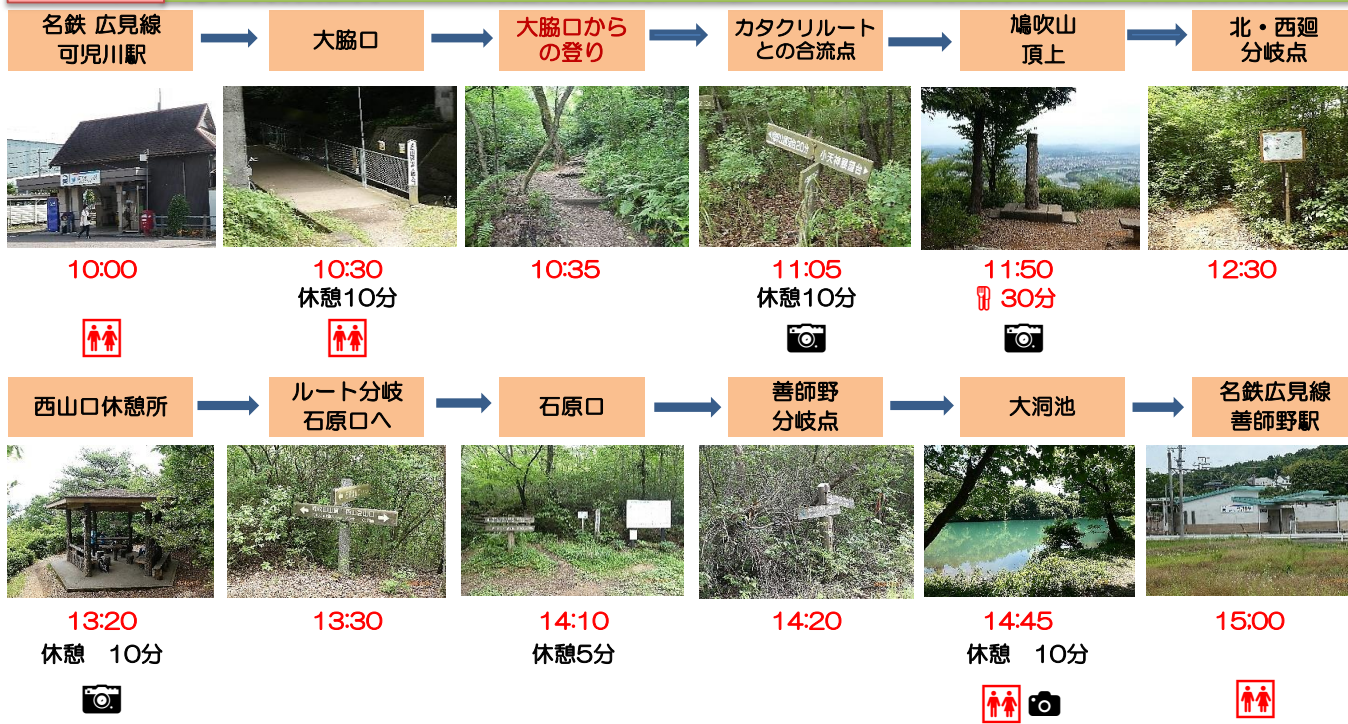 名鉄 広見線
可児川駅
大脇口
大脇口から
の登り
カタクリルート
との合流点
鳩吹山
頂上
北・西廻
分岐点
小天神展望台
10:00
10:30
10:35
11:05
11:50
12:30
休憩10分
休憩10分
30分
西山口休憩所
ルート分岐
石原口へ
石原口
善師野
分岐点
大洞池
名鉄広見線
善師野駅
13:20
13:30
14:10
14:20
14:45
15:00
休憩 10分
休憩5分
休憩 10分